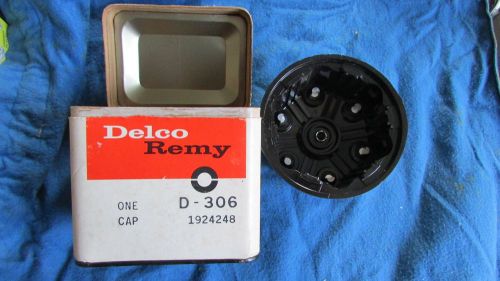 Delco
Remy
ONE D-306
CAP 1924248